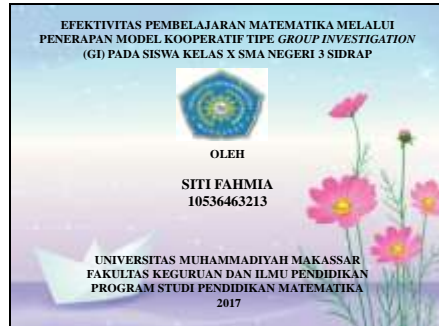 EFEKTIVITAS PEMBELAJARAN MATEMATIKA MELALUI
PENERAPAN MODEL KOOPERATIF TIPE GROUP INVESTIGATION
(GI) PADA SISWA KELAS X SMA NEGERI 3 SIDRAP
OLEH
SITI FAHMIA
10536463213
UNIVERSITAS MUHAMMADIYAH MAKASSAR
FAKULTAS KEGURUAN DAN ILMU PENDIDIKAN
PROGRAM STUDI PENDIDIKAN MATEMATIKA
2017